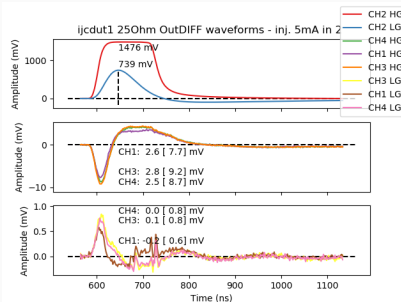 ijcdut1 25Ohm OutDIFF waveforms - inj. 5mA in 2
CH2 HG
CH2 LG
CH4 HG
CH1 HG
CH3 HG
CH3 LG
CH1 LG
CH4 LG
Amplitude (mV)
1000
0
1476 mV
739 mV
Amplitude (mV)
0
−10
CH1: 2.6 [ 7.7] mV
CH3: 2.8 [ 9.2] mV
CH4: 2.5 [ 8.7] mV
Amplitude (mV)
1.0
0.5
0.0
CH4: 0.0 [ 0.8] mV
CH3: 0.1 [ 0.8] mV
CH1: -0.2 [ 0.6] mV
600 700 800 900 1000 1100
Time (ns)